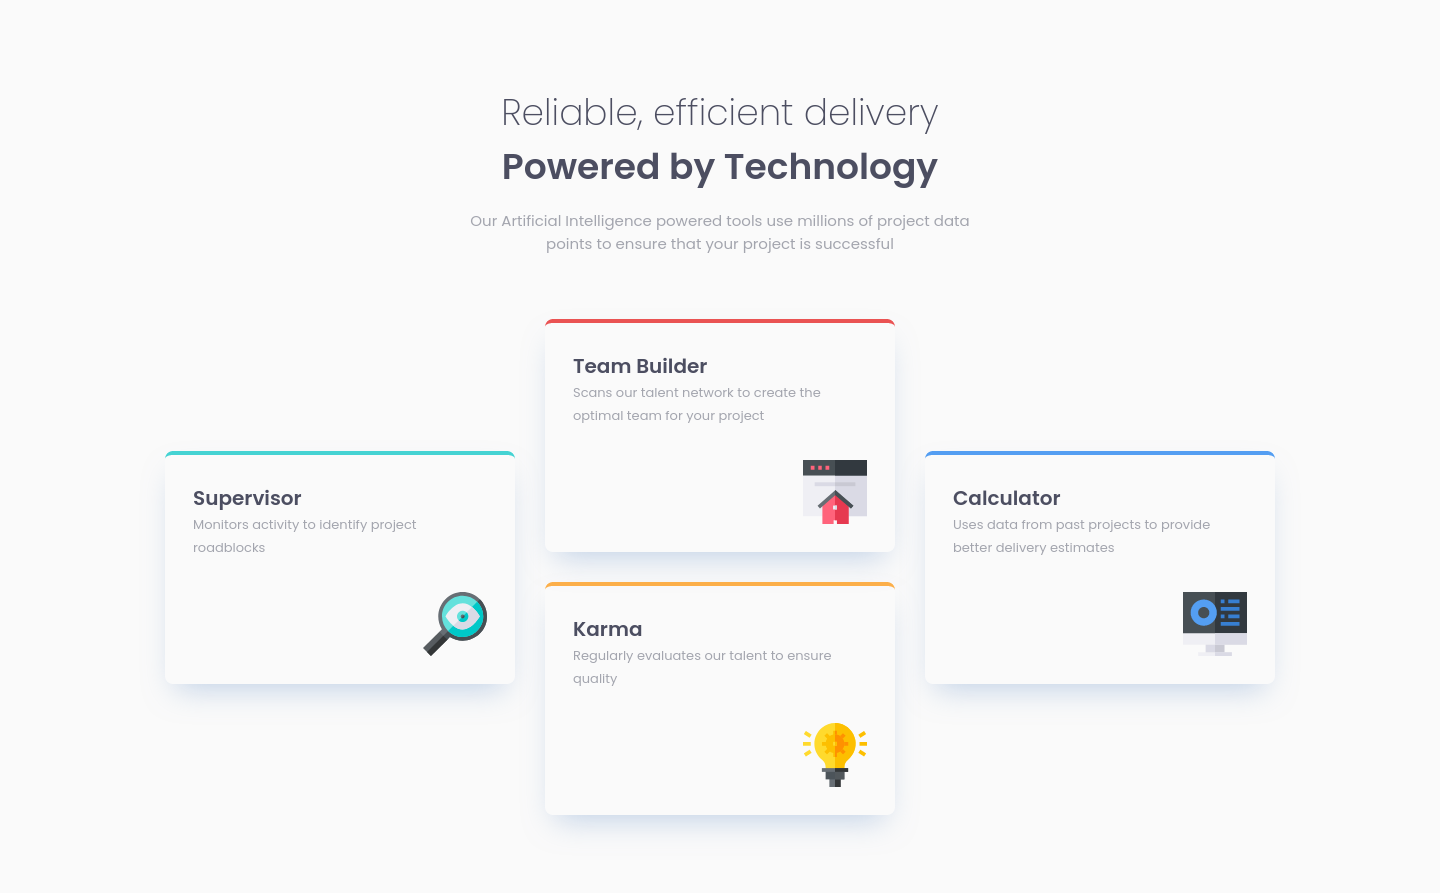 Reliable, efficient delivery
Powered by Technology
Our Artificial Intelligence powered tools use millions of project data
points to ensure that your project is successful
Supervisor
Monitors activity to identify project
roadblocks
Team Builder
Scans our talent network to create the
optimal team for your project
Karma
Regularly evaluates our talent to ensure
quality
Calculator
Uses data from past projects to provide
better delivery estimates